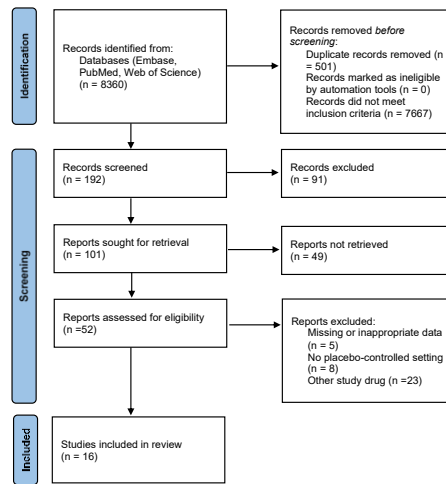 Identification
Records identified from:
Databases (Embase,
PubMed, Web of Science)
n = 8360)
Records removed before
screening:
Duplicate records removed (n
= 501)
Records marked as ineligible
by automation tools (n = 0)
Records did not meet
inclusion criteria (n = 7667)
Screening
Records screened
(n = 192)
Records excluded
(n = 91)
Reports sought for retrieval
(n = 101)
Reports not retrieved
(n = 49)
Reports assessed for eligibility
(n =52)
Reports excluded:
Missing or inappropriate data
(n = 5)
No placebo-controlled setting
(n = 8)
Other study drug (n =23)
Included
Studies included in review
(n = 16)